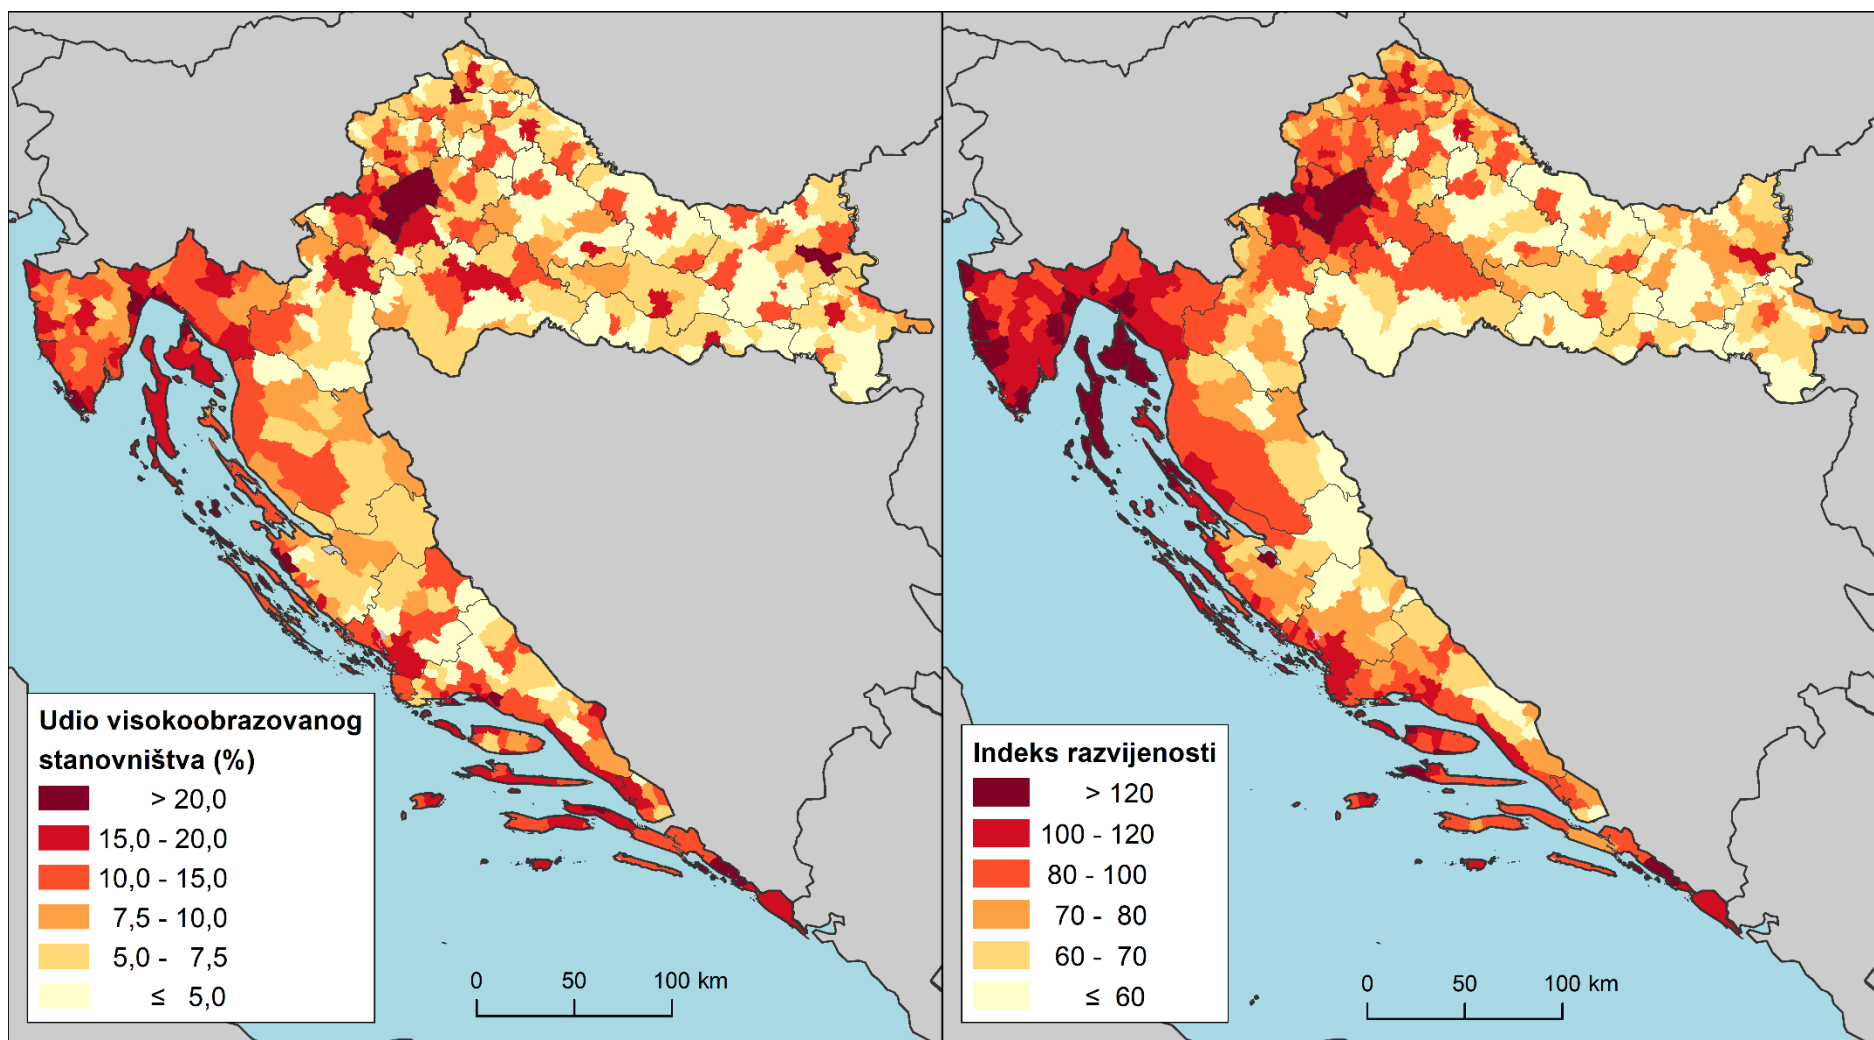 Udio visokoobrazovanog
stanovništva (%)
> 20,0
15,0 - 20,0
10,0 - 15,0
7,5 - 10,0
5,0 - 7,5
≤ 5,0
0 50 100 km
Indeks razvijenosti
> 120
100 - 120
80 - 100
70 - 80
60 - 70
≤ 60
0 50 100 km